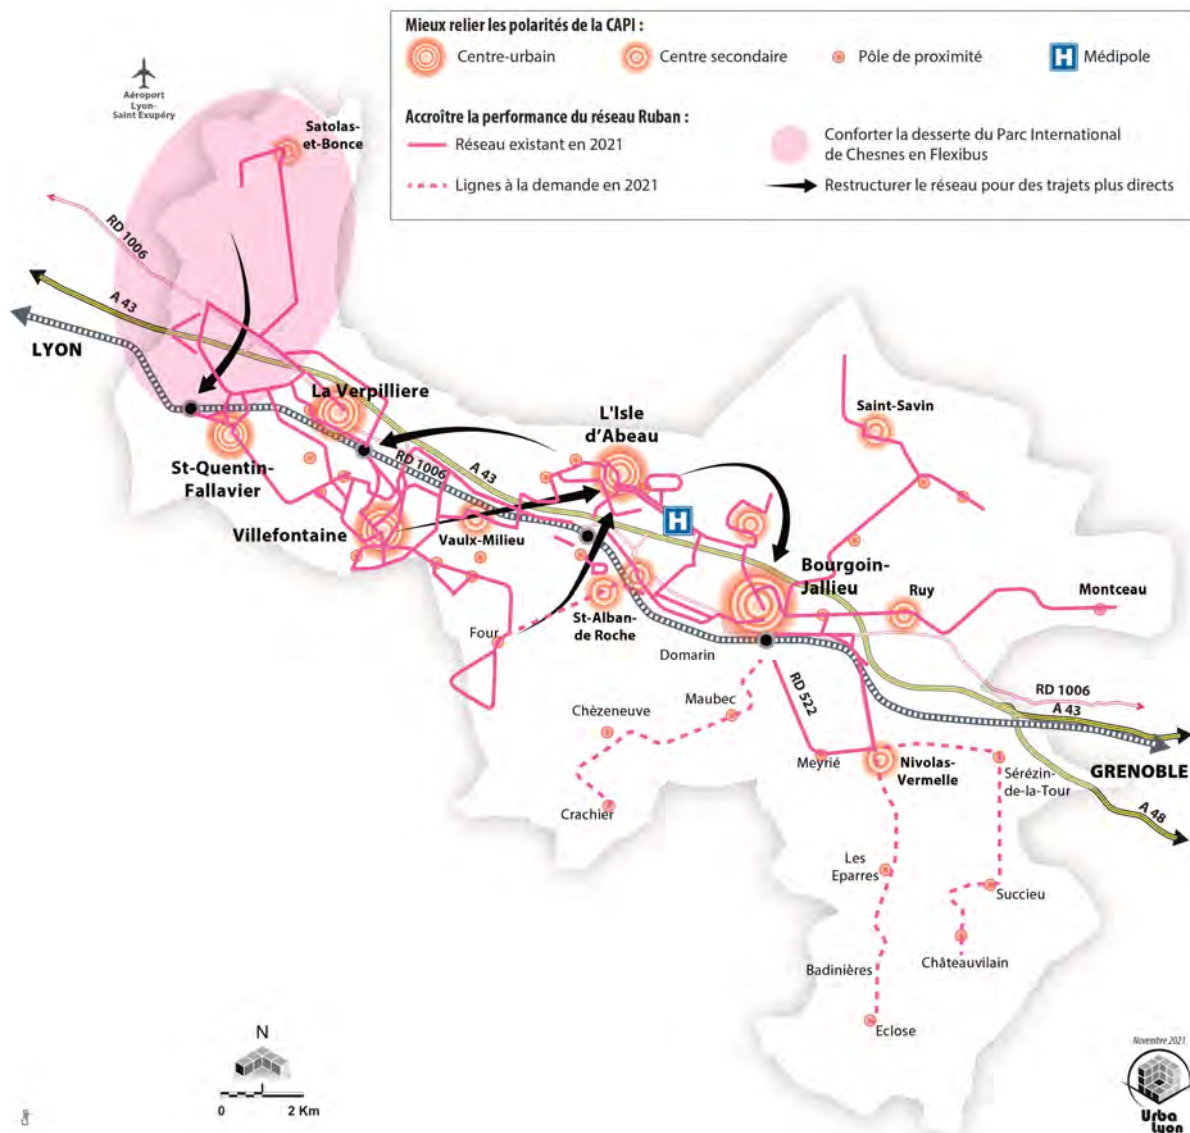 Mieux relier les polarités de la CAPI :
Centre-urbain
Centre secondaire
Pôle de proximité
H
Médipole
Accroître la performance du réseau Ruban :
Réseau existant en 2021
Conforter la desserte du Parc International
de Chesnes en Flexibus
Lignes à la demande en 2021
Restructurer le réseau pour des trajets plus directs
Aéroport
Lyon-
Saint Exupéry
Satolas-
et-Bonce
RD 1006
A 43
LYON
La Verpilliere
L'Isle
d'Abeau
Saint-Savin
St-Quentin-
Fallavier
RD 1006
A 43
H
Villefontaine
Vaulx-Milieu
Bourgoin-
Jallieu
Ruy
Montceau
St-Alban-
de Roche
Four
Domarin
RD 522
RD 1006
A 43
Maubec
Chèzeneuve
Meyrié
Nivolas-
Vermelle
Sérézin-
de-la-Tour
GRENOBLE
Crachier
A 48
Les
Eparres
Succieu
Badinières
Châteauvilain
Eclose
N
0
2 Km
Novembre 2021
Urba
Lyon
Cap